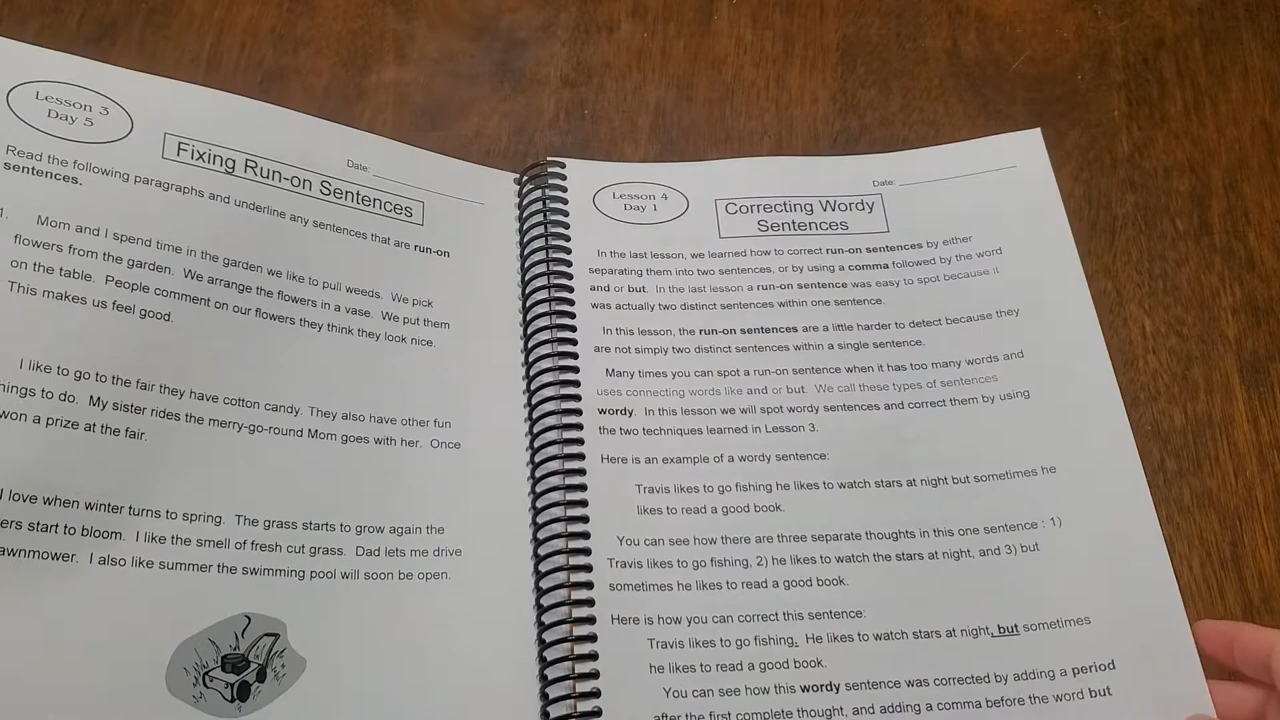 Lesson 3
Day 5
Date:
Fixing Run-on Sentences
Read the following paragraphs and underline any sentences that are run-on
sentences.
1. Mom and I spend time in the garden we like to pull weeds. We pick
flowers from the garden. We arrange the flowers in a vase. We put them
on the table. People comment on our flowers they think they look nice.
This makes us feel good.
I like to go to the fair they have cotton candy. They also have other fun
hings to do. My sister rides the merry-go-round Mom goes with her. Once
won a prize at the fair.
I love when winter turns to spring. The grass starts to grow again the
ers start to bloom. I like the smell of fresh cut grass. Dad lets me drive
awnmower. I also like summer the swimming pool will soon be open.
Lesson 4
Day 1
Date:
Correcting Wordy
Sentences
In the last lesson, we learned how to correct run-on sentences by either
separating them into two sentences, or by using a comma followed by the word
and or but. In the last lesson a run-on sentence was easy to spot because it
was actually two distinct sentences within one sentence.
In this lesson, the run-on sentences are a little harder to detect because they
are not simply two distinct sentences within a single sentence.
Many times you can spot a run-on sentence when it has too many words and
uses connecting words like and or but. We call these types of sentences
wordy. In this lesson we will spot wordy sentences and correct them by using
the two techniques learned in Lesson 3.
Here is an example of a wordy sentence:
Travis likes to go fishing he likes to watch stars at night but sometimes he
likes to read a good book.
You can see how there are three separate thoughts in this one sentence : 1)
Travis likes to go fishing, 2) he likes to watch the stars at night, and 3) but
sometimes he likes to read a good book.
Here is how you can correct this sentence:
Travis likes to go fishing. He likes to watch stars at night, but sometimes
he likes to read a good book.
You can see how this wordy sentence was corrected by adding a period
after the first complete thought, and adding a comma before the word but